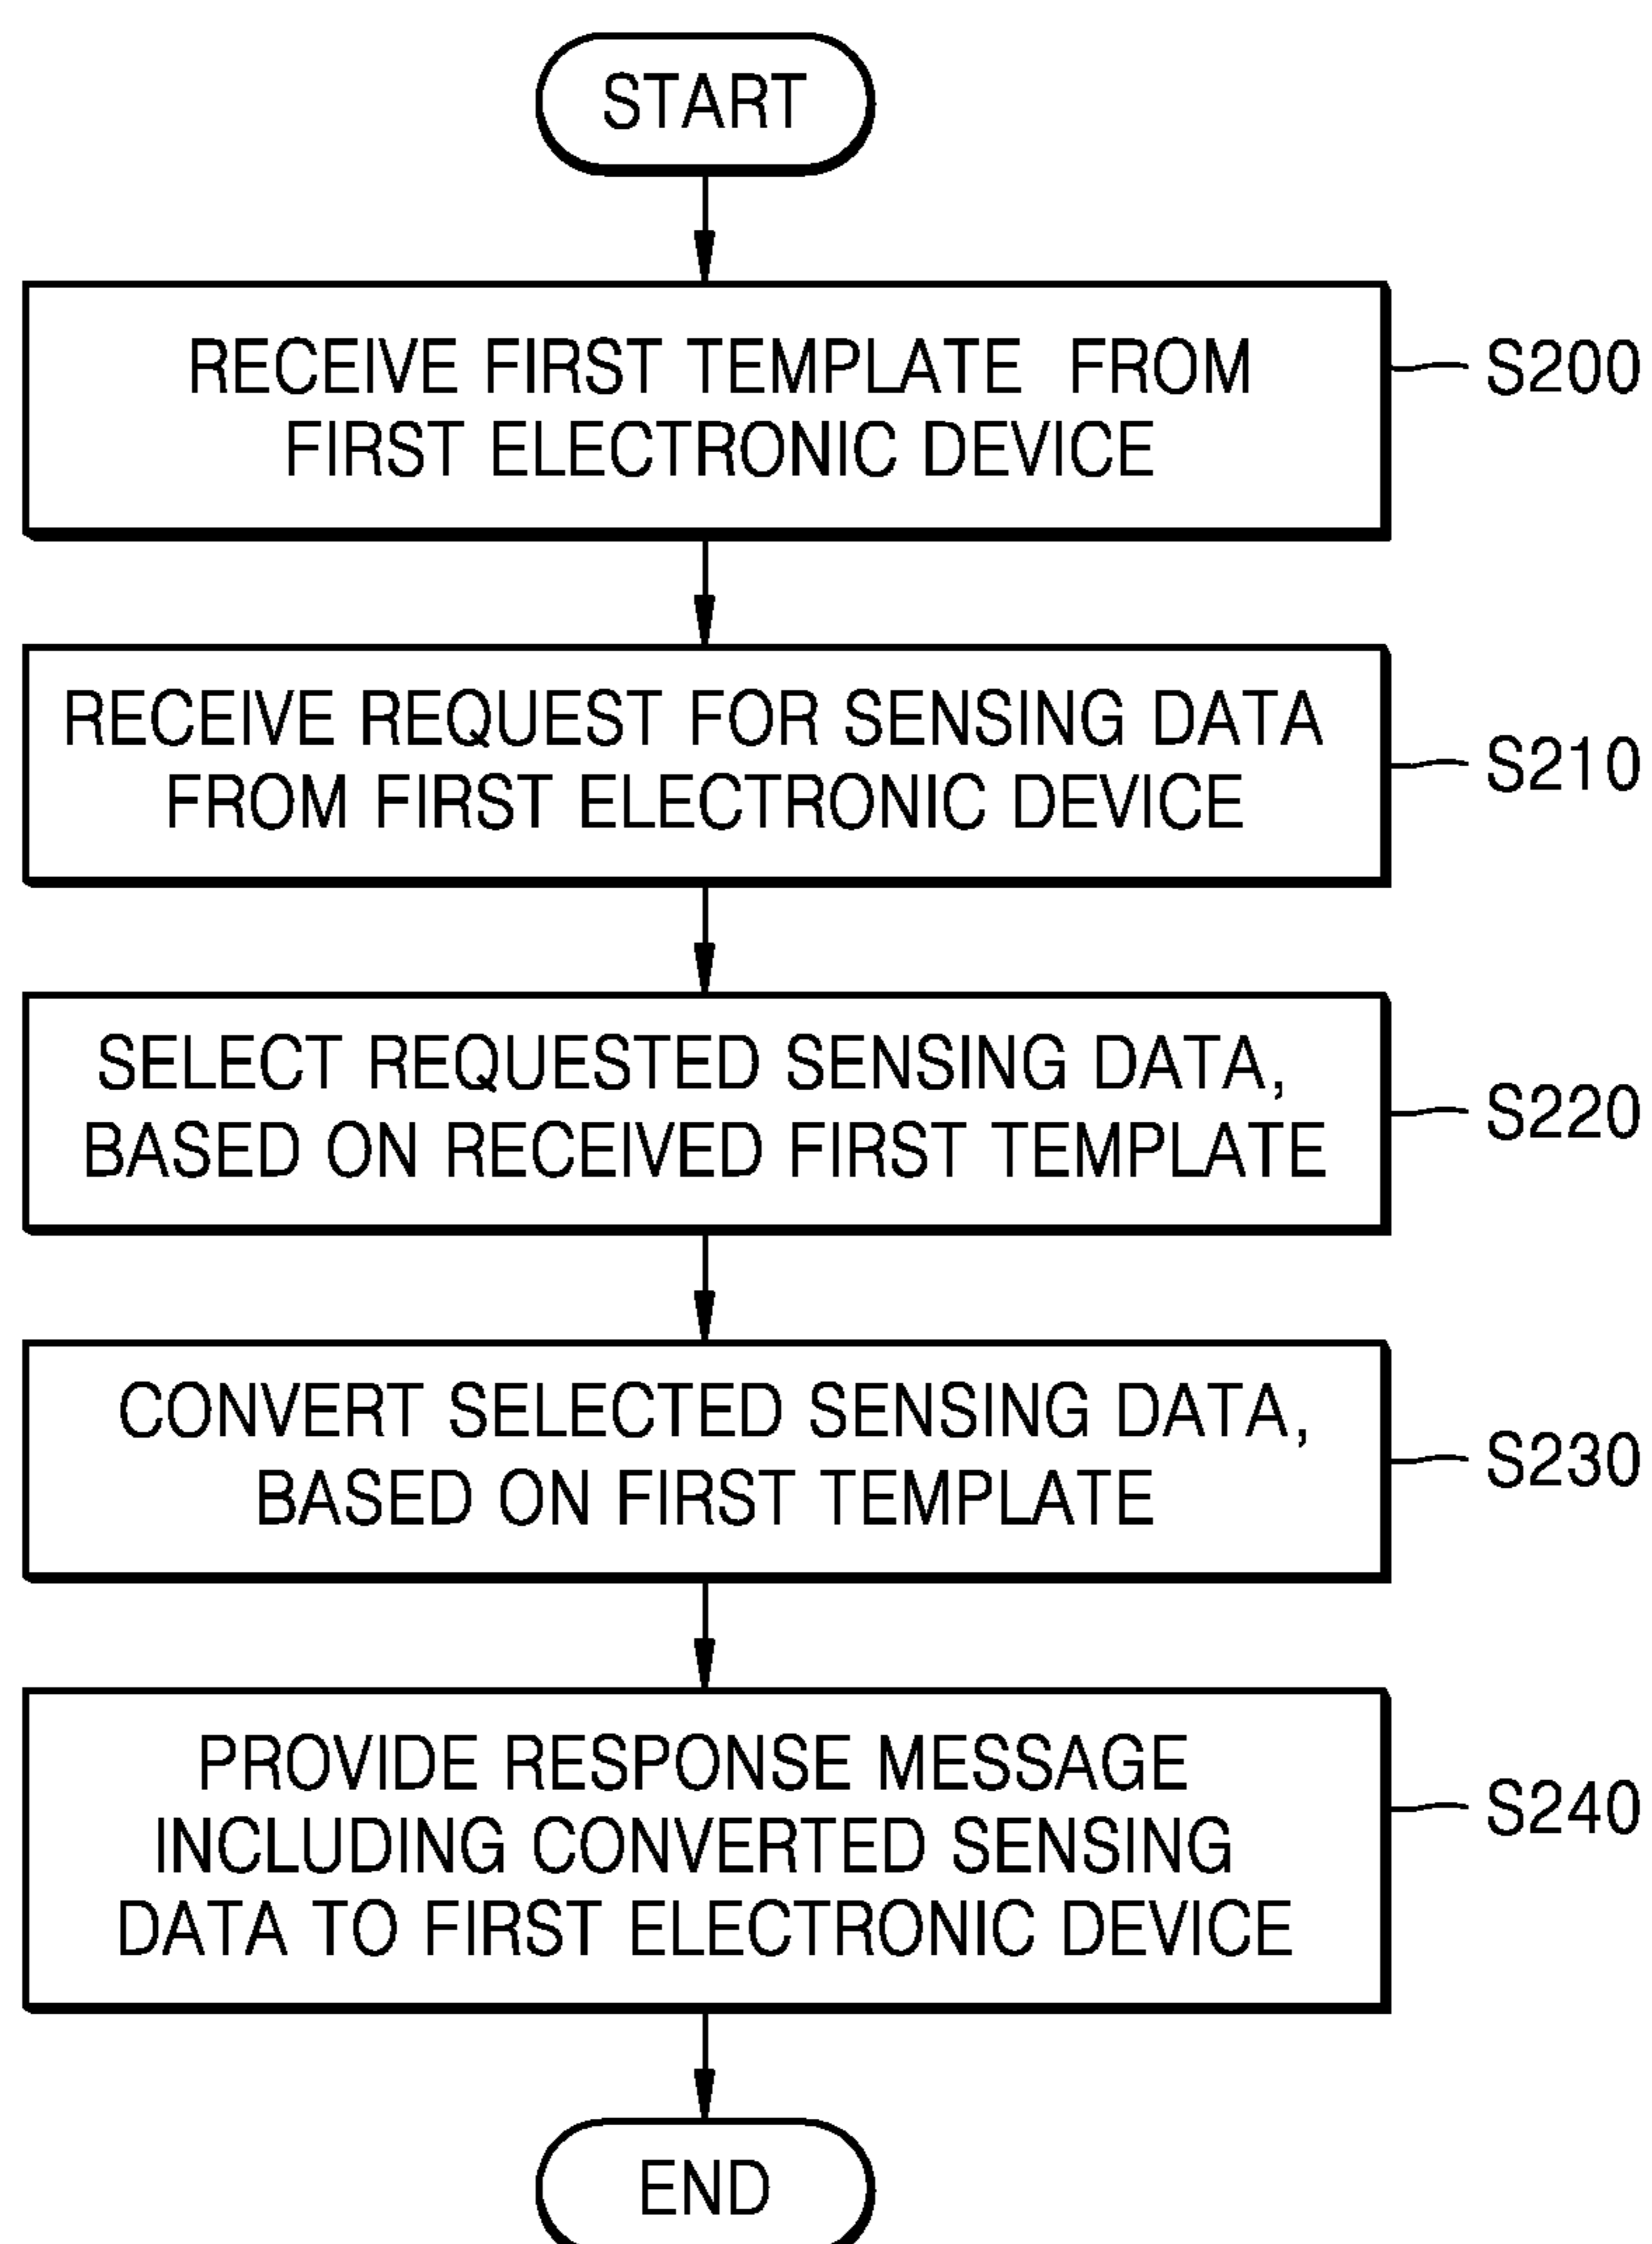 START
RECEIVE FIRST TEMPLATE FROM
FIRST ELECTRONIC DEVICE
S200
RECEIVE REQUEST FOR SENSING DATA
FROM FIRST ELECTRONIC DEVICE
S210
SELECT REQUESTED SENSING DATA,
BASED ON RECEIVED FIRST TEMPLATE
S220
CONVERT SELECTED SENSING DATA,
BASED ON FIRST TEMPLATE
S230
PROVIDE RESPONSE MESSAGE
INCLUDING CONVERTED SENSING
DATA TO FIRST ELECTRONIC DEVICE
S240
END